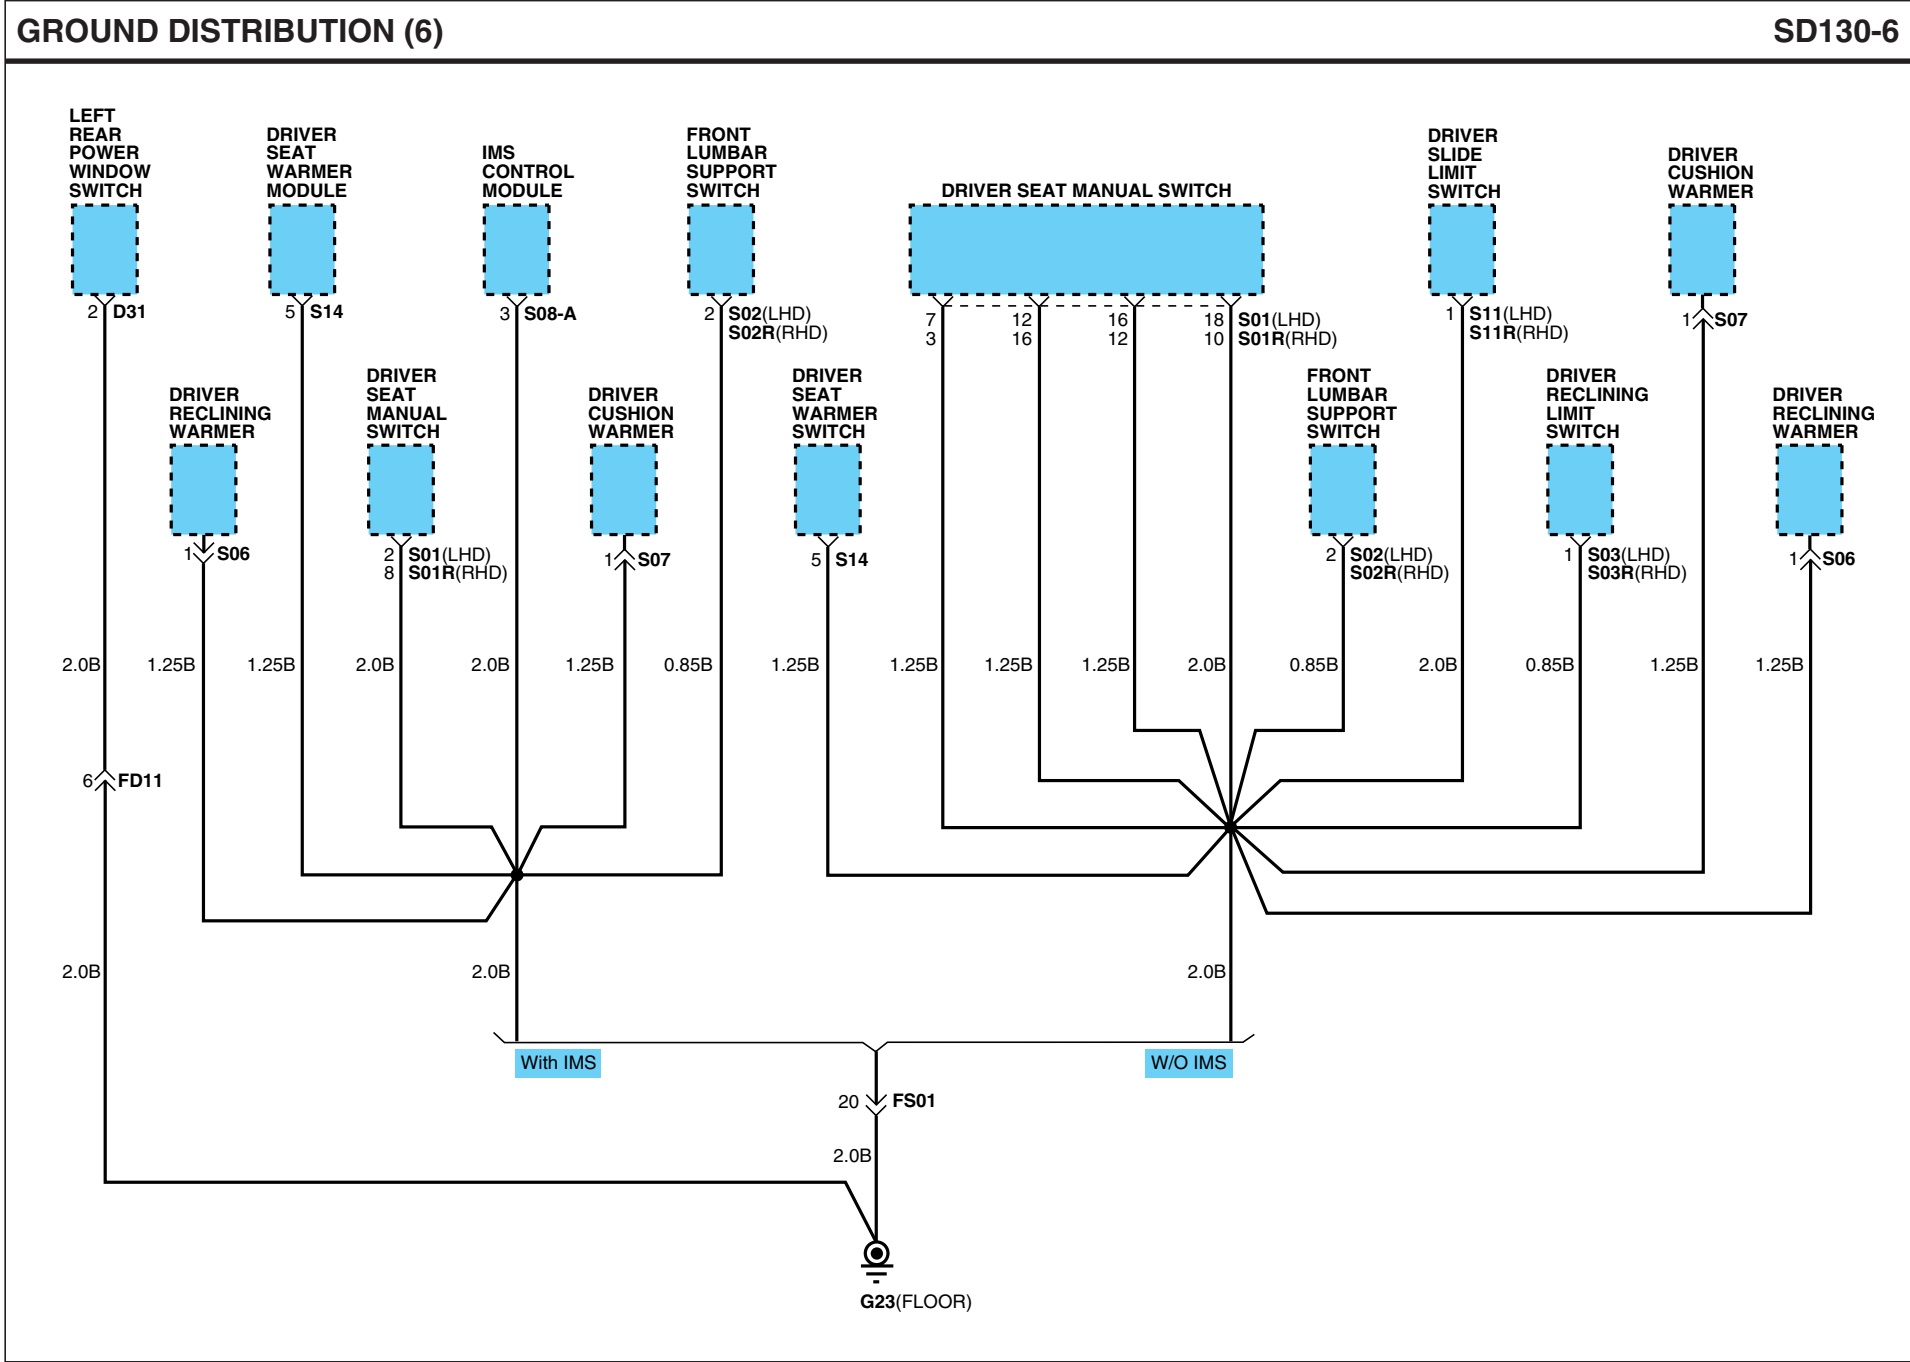 GROUND DISTRIBUTION (6)
SD130-6
LEFT
REAR
POWER
WINDOW
SWITCH
DRIVER
SEAT
WARMER
MODULE
IMS
CONTROL
MODULE
FRONT
LUMBAR
SUPPORT
SWITCH
DRIVER SEAT MANUAL SWITCH
DRIVER
SLIDE
LIMIT
SWITCH
DRIVER
CUSHION
WARMER
2 D31
5 S14
3 S08-A
2 S02(LHD)
S02R(RHD)
7 12 16 18 S01(LHD)
3 16 12 10 S01R(RHD)
1 S11(LHD)
S11R(RHD)
1 S07
DRIVER
RECLINING
WARMER
DRIVER
SEAT
MANUAL
SWITCH
DRIVER
CUSHION
WARMER
DRIVER
SEAT
WARMER
SWITCH
FRONT
LUMBAR
SUPPORT
SWITCH
DRIVER
RECLINING
LIMIT
SWITCH
DRIVER
RECLINING
WARMER
1 S06
2 S01(LHD)
8 S01R(RHD)
1 S07
5 S14
2 S02(LHD)
S02R(RHD)
1 S03(LHD)
S03R(RHD)
1 S06
2.0B 1.25B 1.25B 2.0B 2.0B 1.25B 0.85B 1.25B 1.25B 1.25B 1.25B 2.0B 0.85B 2.0B 0.85B 1.25B 1.25B
6 FD11
2.0B 2.0B 2.0B
With IMS
W/O IMS
20 FS01
2.0B
G23(FLOOR)